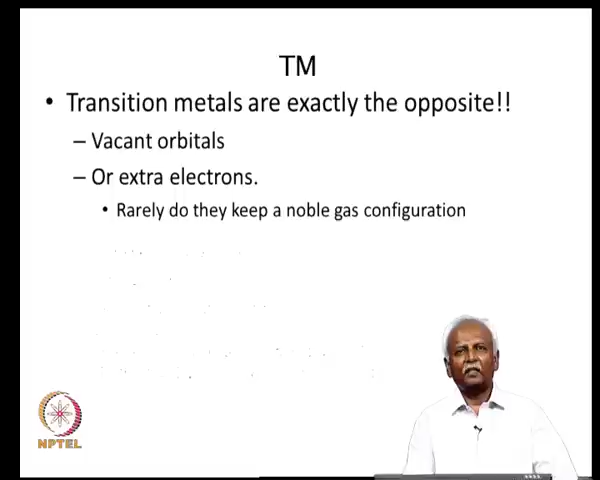 TM
• Transition metals are exactly the opposite!!
– Vacant orbitals
– Or extra electrons.
• Rarely do they keep a noble gas configuration
NPTEL